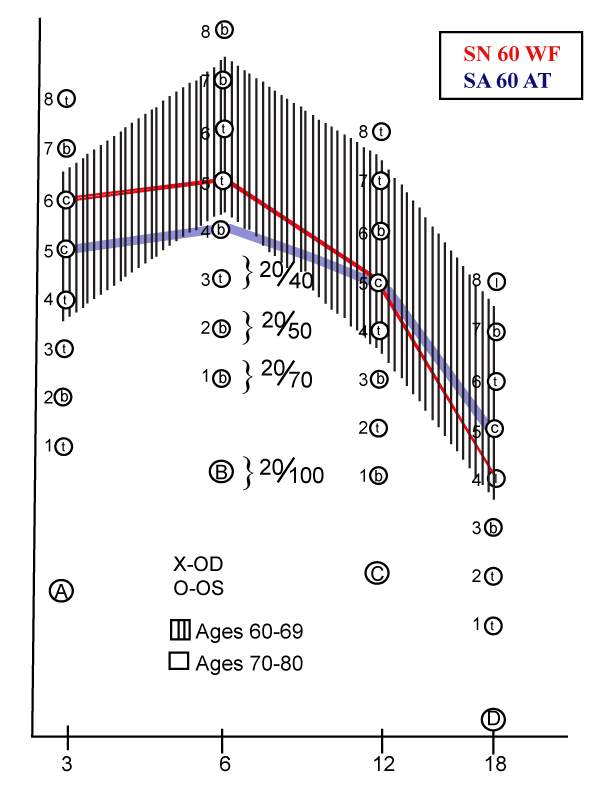 SN 60 WF
SA 60 AT
8 t
7 b
6 c
5 c
4 t
3 t
2 b
1 t
A
8 b
7 b
6 t
5 t
4 b
3 t } 20/40
2 b } 20/50
1 b } 20/70
B } 20/100
8 t
7 t
6 b
5 c
4 t
3 b
2 t
1 b
C
8 l
7 b
6 t
5 c
4 l
3 b
2 t
1 t
D
X-OD
O-OS
Ages 60-69
Ages 70-80
3 6 12 18